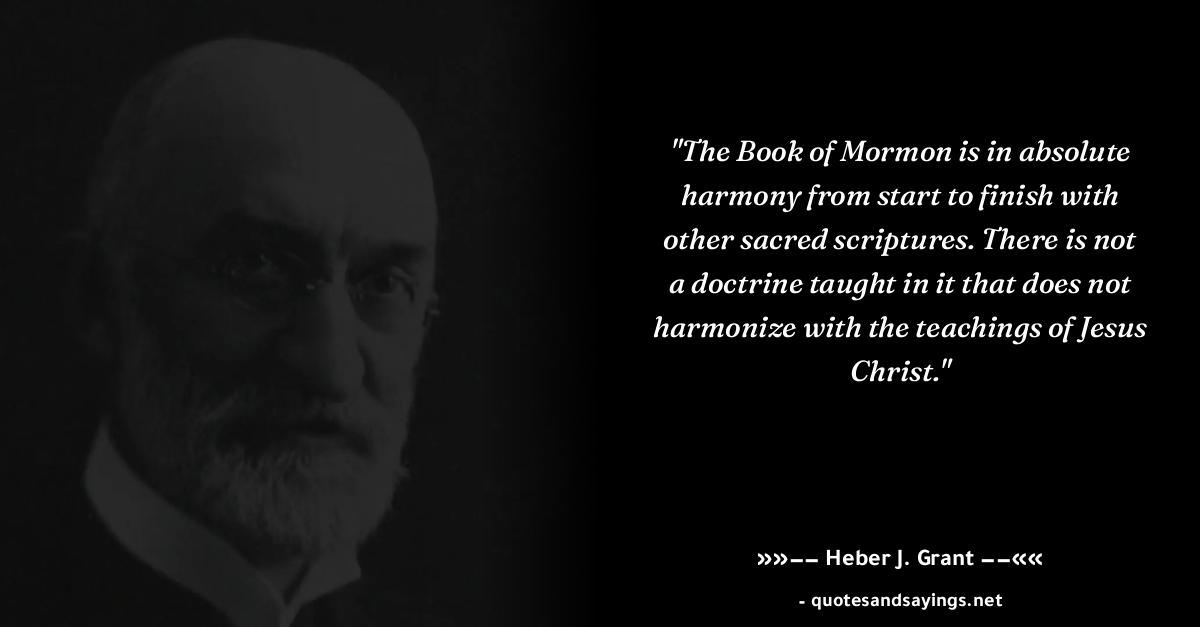 "The Book of Mormon is in absolute
harmony from start to finish with
other sacred scriptures. There is not
a doctrine taught in it that does not
harmonize with the teachings of Jesus
Christ."
»»−− Heber J. Grant −−««
- quotesandsayings.net